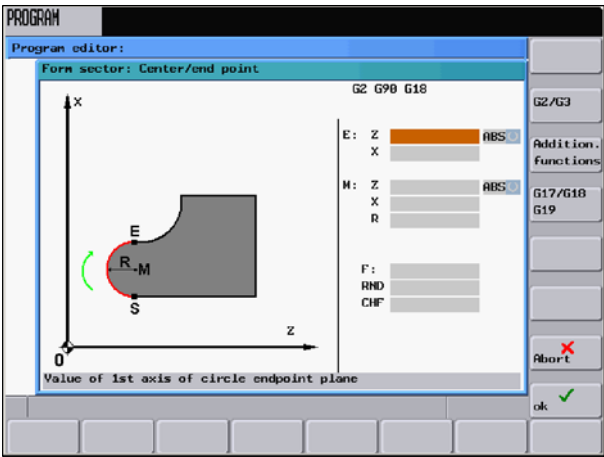 PROGRAM
Program editor:
Form sector: Center/end point
G2 G90 G18
X
E: Z ABS
X
M: Z ABS
X
R
E
R M
S
F:
RND
CHF
Z
0
Value of 1st axis of circle endpoint plane
G2/G3
Addition.
functions
G17/G18
G19
Abort
ok